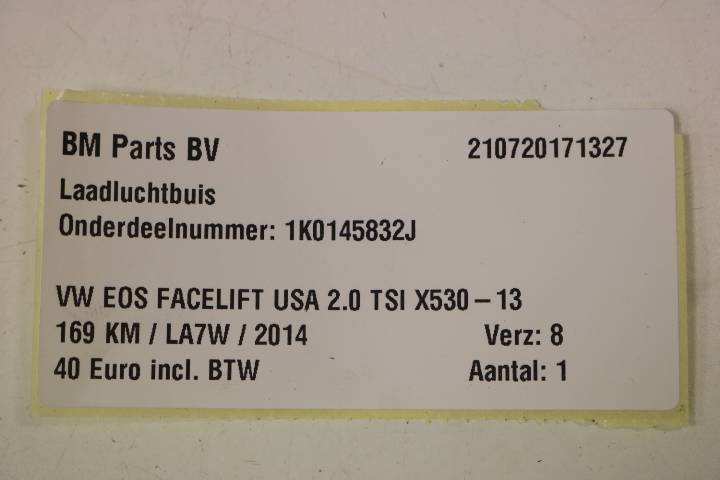 BM Parts BV 210720171327
Laadluchtbuis
Onderdeelnummer: 1K0145832J
VW EOS FACELIFT USA 2.0 TSI X530 – 13
169 KM / LA7W / 2014 Verz: 8
40 Euro incl. BTW Aantal: 1